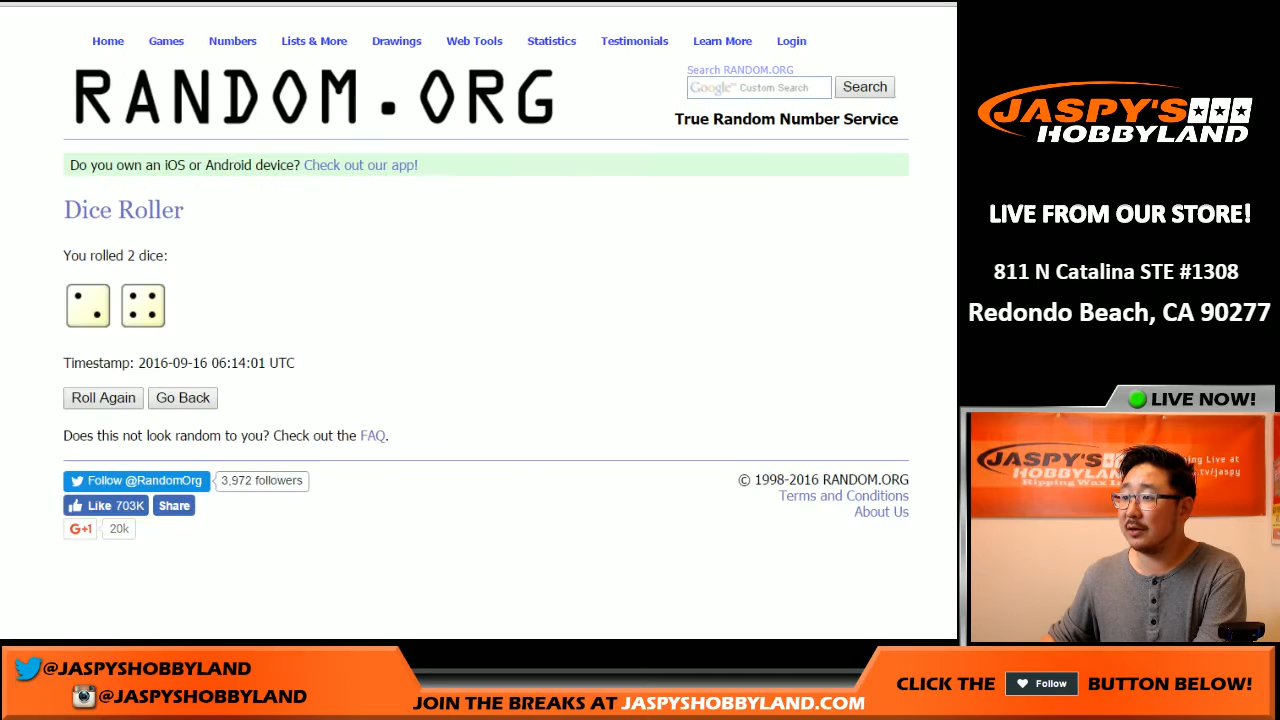 Home Games Numbers Lists & More Drawings Web Tools Statistics Testimonials Learn More Login
RANDOM.ORG
Search RANDOM.ORG
Google™ Custom Search Search
True Random Number Service
Do you own an iOS or Android device? Check out our app!
Dice Roller
You rolled 2 dice:
Timestamp: 2016-09-16 06:14:01 UTC
Roll Again Go Back
Does this not look random to you? Check out the FAQ.
Follow @RandomOrg 3,972 followers
Like 703K Share
G+1 20k
© 1998-2016 RANDOM.ORG
Terms and Conditions
About Us
JASPY'S
HOBBYLAND
LIVE FROM OUR STORE!
811 N Catalina STE #1308
Redondo Beach, CA 90277
LIVE NOW!
JASPY'S
HOBBYLAND
Ripping Wax
Live at
.tv/jaspy
@JASPYSHOBBYLAND
@JASPYSHOBBYLAND
JOIN THE BREAKS AT JASPYSHOBBYLAND.COM
CLICK THE Follow BUTTON BELOW!